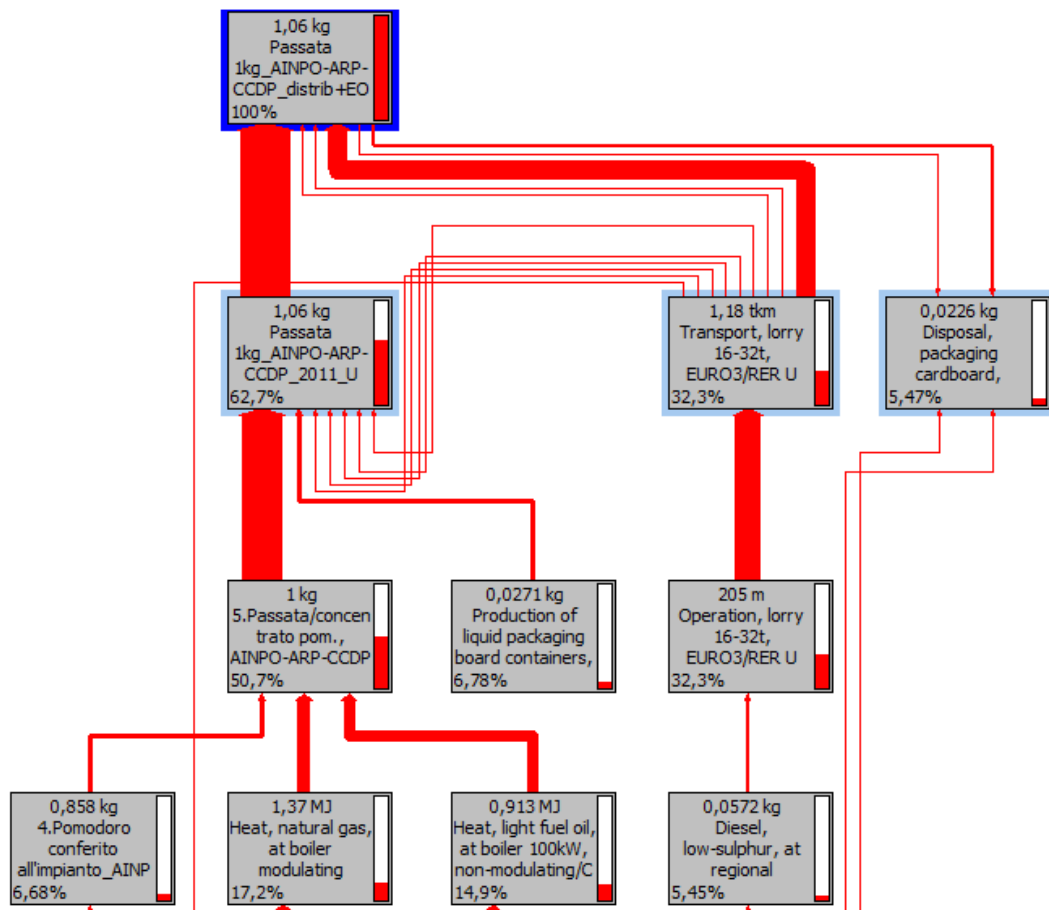 1,06 kg
Passata
1kg_AINPO-ARP-
CCDP_distrib+EO
100%
1,06 kg
Passata
1kg_AINPO-ARP-
CCDP_2011_U
62,7%
1,18 tkm
Transport, lorry
16-32t,
EURO3/RER U
32,3%
0,0226 kg
Disposal,
packaging
cardboard,
5,47%
1 kg
5.Passata/concen
trato pom.,
AINPO-ARP-CCDP
50,7%
0,0271 kg
Production of
liquid packaging
board containers,
6,78%
205 m
Operation, lorry
16-32t,
EURO3/RER U
32,3%
0,858 kg
4.Pomodoro
conferito
all'impianto_AINP
6,68%
1,37 MJ
Heat, natural gas,
at boiler
modulating
17,2%
0,913 MJ
Heat, light fuel oil,
at boiler 100kW,
non-modulating/C
14,9%
0,0572 kg
Diesel,
low-sulphur, at
regional
5,45%